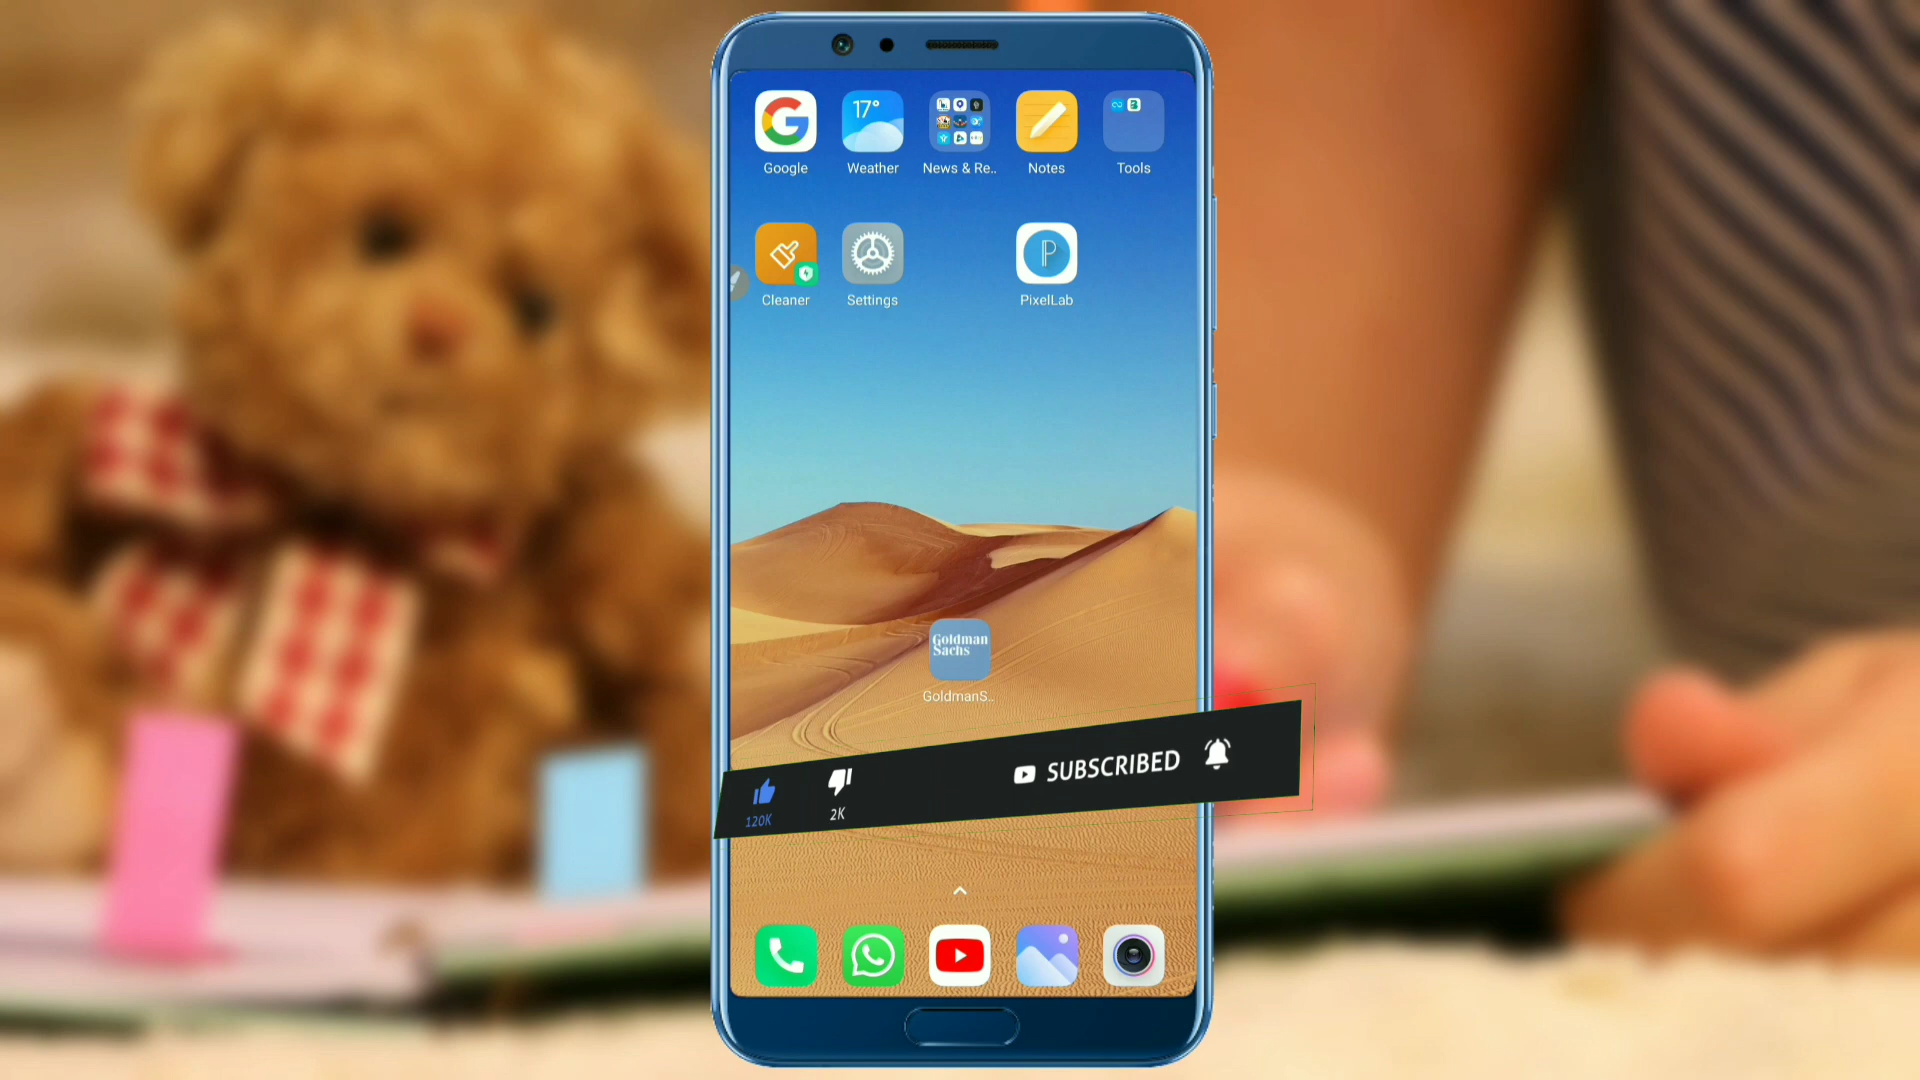 17°
Google
Weather
News & Re..
Notes
Tools
Cleaner
Settings
PixelLab
Goldman
Sachs
GoldmanS..
120K
2K
SUBSCRIBED